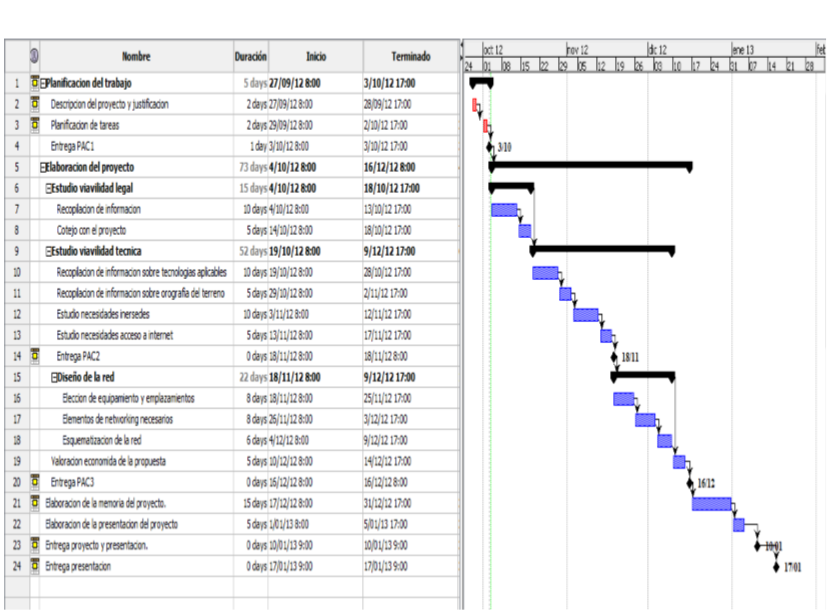 Nombre Duración Inicio Terminado oct 12 nov 12 dic 12 ene 13 feb
24 01 08 15 22 29 05 12 19 26 03 10 17 24 31 07 14 21 28
1 Planificacion del trabajo 5 days 27/09/12 8:00 3/10/12 17:00
2 Descripcion del proyecto y justificacion 2 days 27/09/12 8:00 28/09/12 17:00
3 Planificacion de tareas 2 days 29/09/12 8:00 2/10/12 17:00
4 Entrega PAC1 1 day 3/10/12 8:00 3/10/12 17:00 3/10
5 Elaboracion del proyecto 73 days 4/10/12 8:00 16/12/12 8:00
6 Estudio viavilidad legal 15 days 4/10/12 8:00 18/10/12 17:00
7 Recopilacion de informacion 10 days 4/10/12 8:00 13/10/12 17:00
8 Cotejo con el proyecto 5 days 14/10/12 8:00 18/10/12 17:00
9 Estudio viavilidad tecnica 52 days 19/10/12 8:00 9/12/12 17:00
10 Recopilacion de informacion sobre tecnologias aplicables 10 days 19/10/12 8:00 28/10/12 17:00
11 Recopilacion de informacion sobre orografia del terreno 5 days 29/10/12 8:00 2/11/12 17:00
12 Estudio necesidades inersedes 10 days 3/11/12 8:00 12/11/12 17:00
13 Estudio necesidades acceso a internet 5 days 13/11/12 8:00 17/11/12 17:00
14 Entrega PAC2 0 days 18/11/12 8:00 18/11/12 8:00 18/11
15 Diseño de la red 22 days 18/11/12 8:00 9/12/12 17:00
16 Eleccion de equipamiento y emplazamientos 8 days 18/11/12 8:00 25/11/12 17:00
17 Elementos de networking necesarios 8 days 26/11/12 8:00 3/12/12 17:00
18 Esquematizacion de la red 6 days 4/12/12 8:00 9/12/12 17:00
19 Valoracion economida de la propuesta 5 days 10/12/12 8:00 14/12/12 17:00
20 Entrega PAC3 0 days 16/12/12 8:00 16/12/12 8:00 16/12
21 Elaboracion de la memoria del proyecto. 15 days 17/12/12 8:00 31/12/12 17:00
22 Elaboracion de la presentacion del proyecto 5 days 1/01/13 8:00 5/01/13 17:00
23 Entrega proyecto y presentacion. 0 days 10/01/13 9:00 10/01/13 9:00 10/01
24 Entrega presentacion 0 days 17/01/13 9:00 17/01/13 9:00 17/01